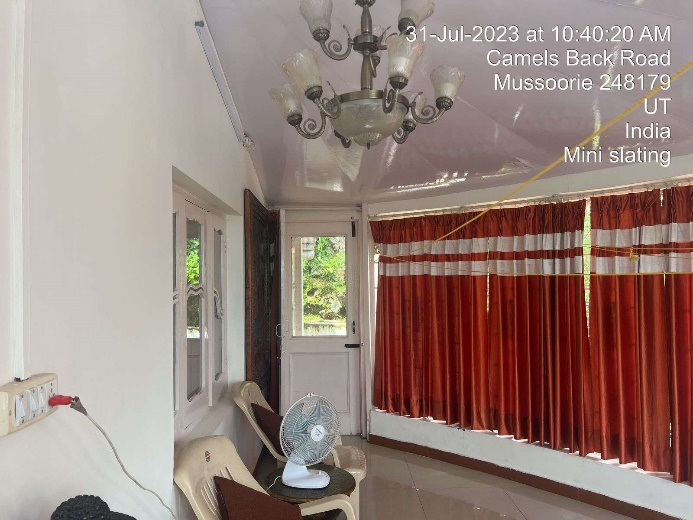 31-Jul-2023 at 10:40:20 AM
Camels Back Road
Mussoorie 248179
UT
India
Mini slating